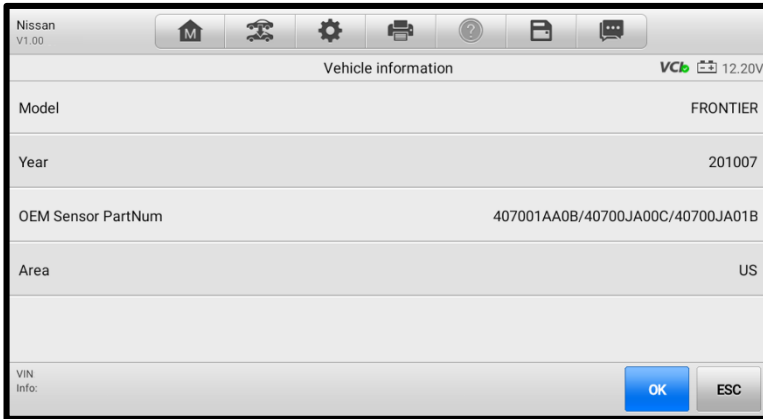 Nissan
V1.00
M
Vehicle information
VCI 12.20V
Model FRONTIER
Year 201007
OEM Sensor PartNum 407001AA0B/40700JA00C/40700JA01B
Area US
VIN
Info:
OK ESC